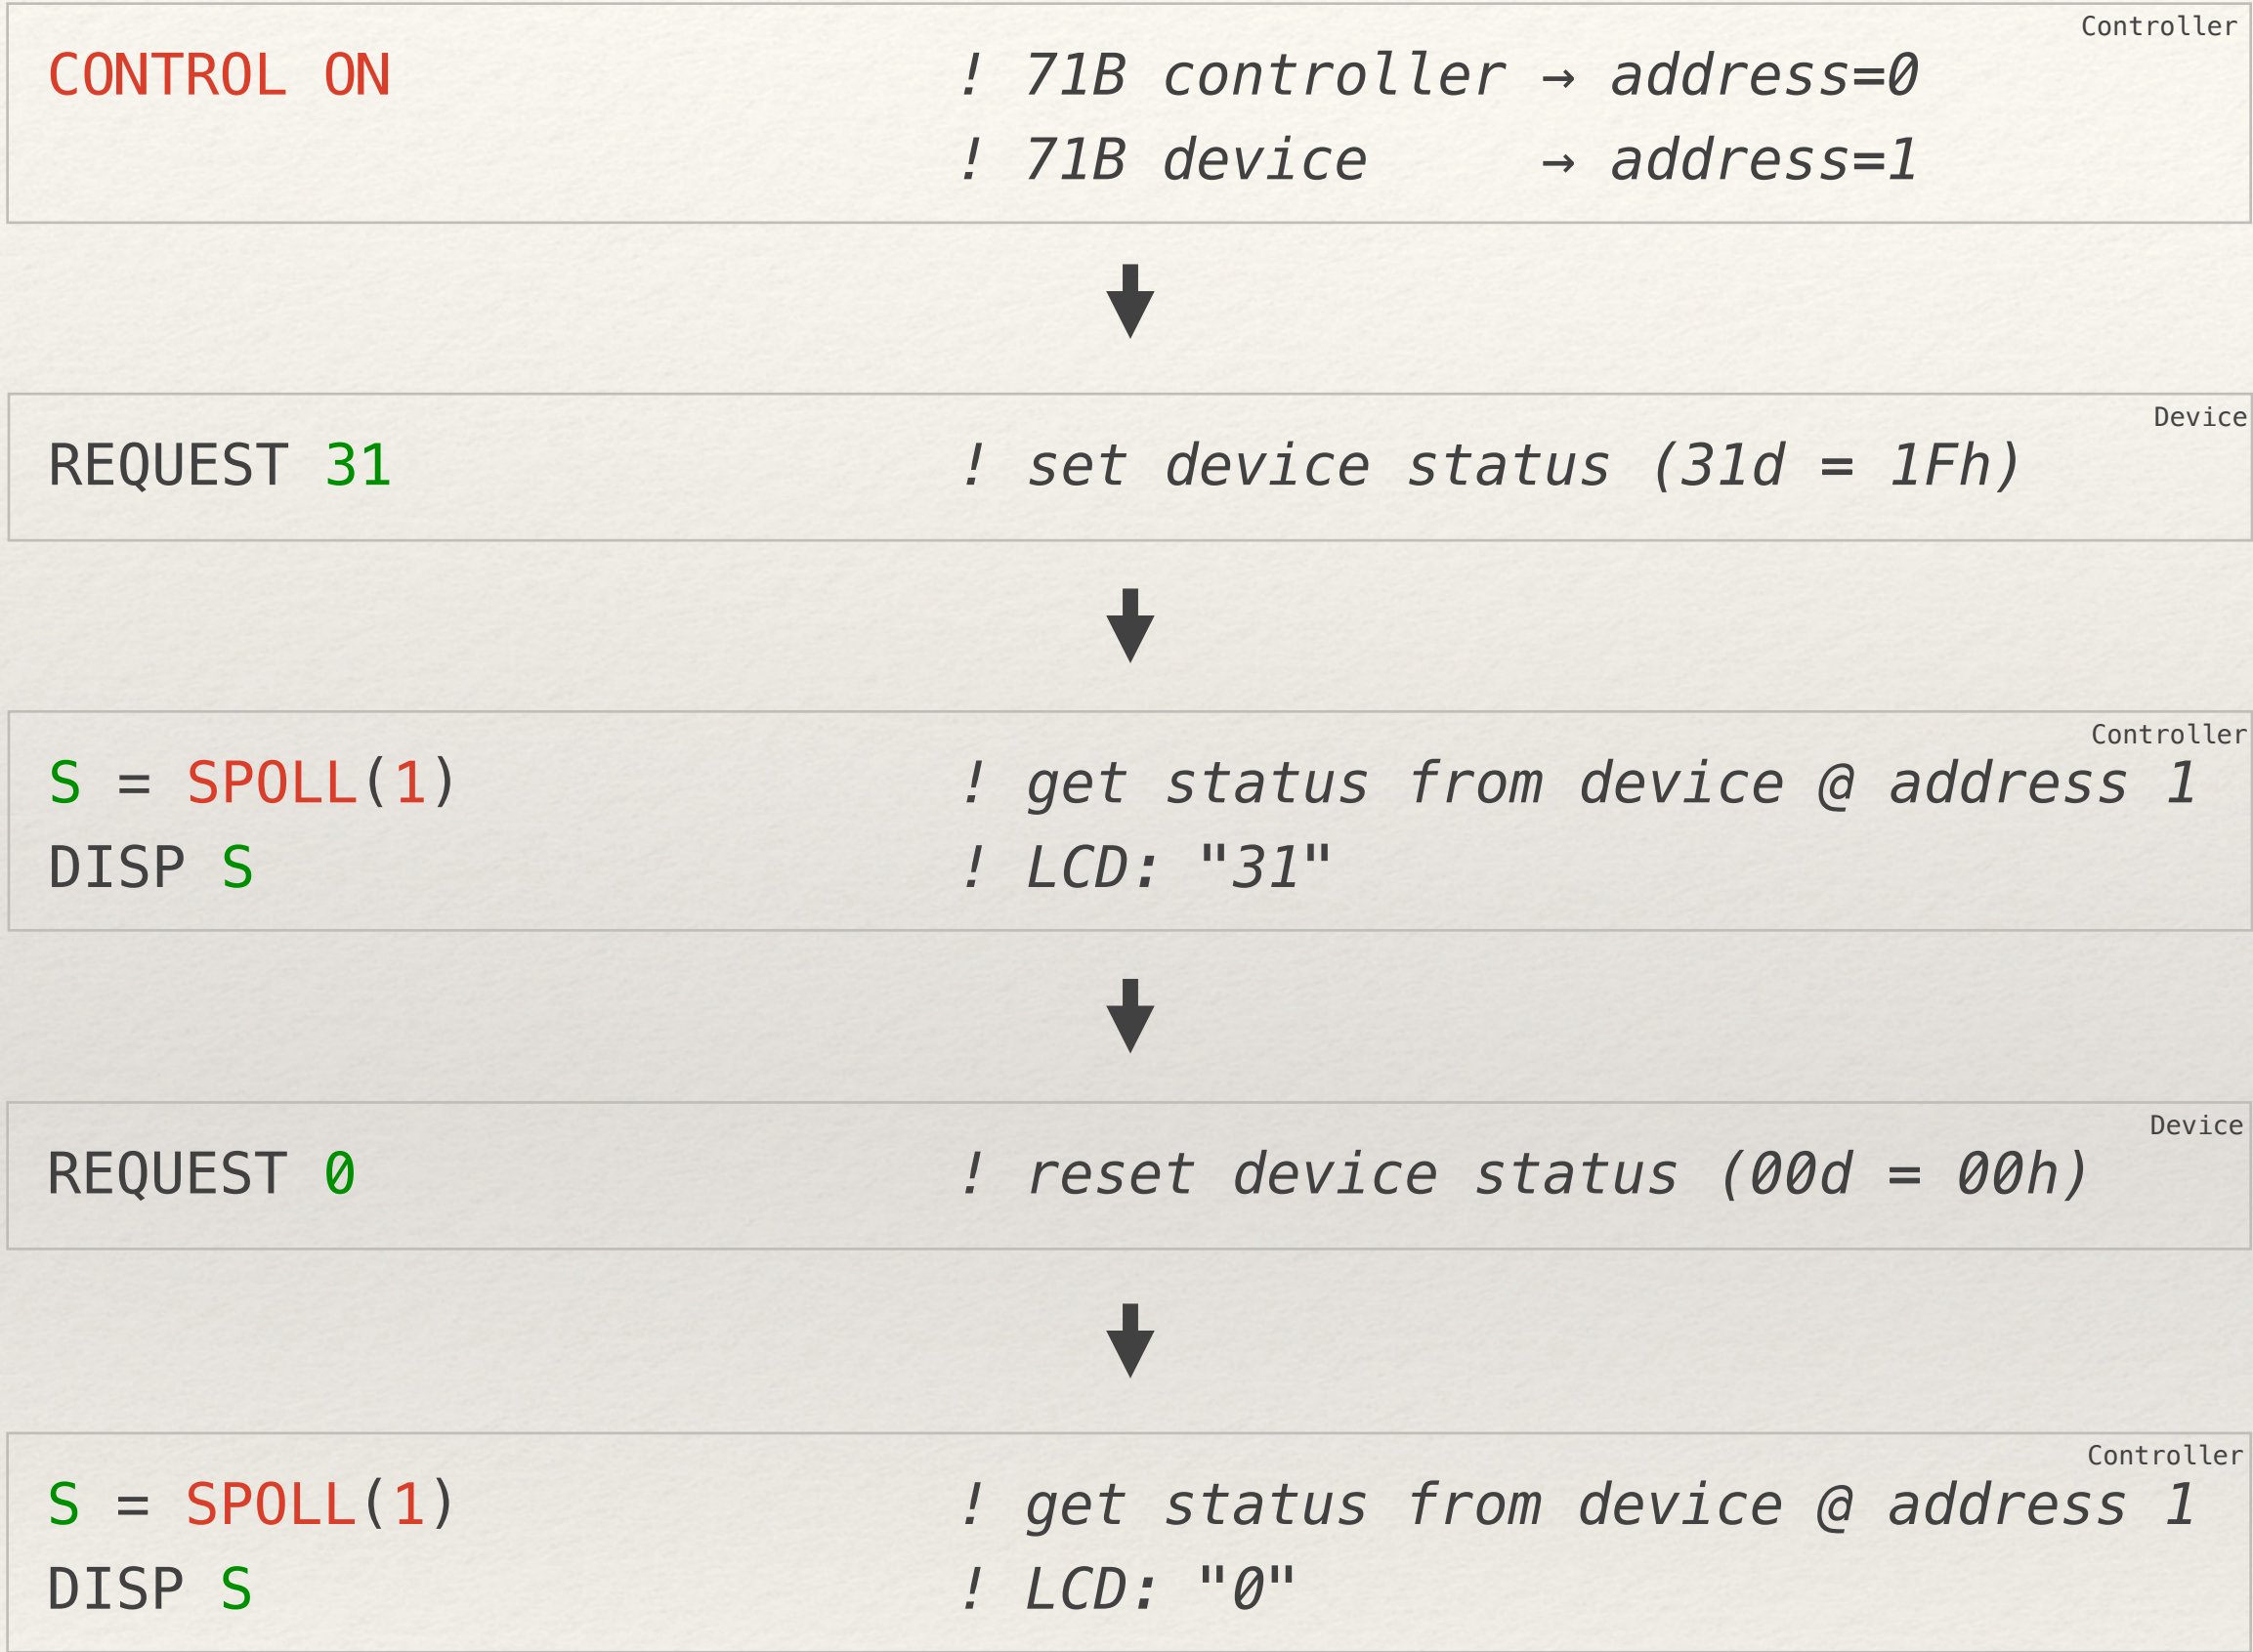 Controller
CONTROL ON ! 71B controller → address=0
! 71B device → address=1
Device
REQUEST 31 ! set device status (31d = 1Fh)
Controller
S = SPOLL(1) ! get status from device @ address 1
DISP S ! LCD: "31"
Device
REQUEST 0 ! reset device status (00d = 00h)
Controller
S = SPOLL(1) ! get status from device @ address 1
DISP S ! LCD: "0"